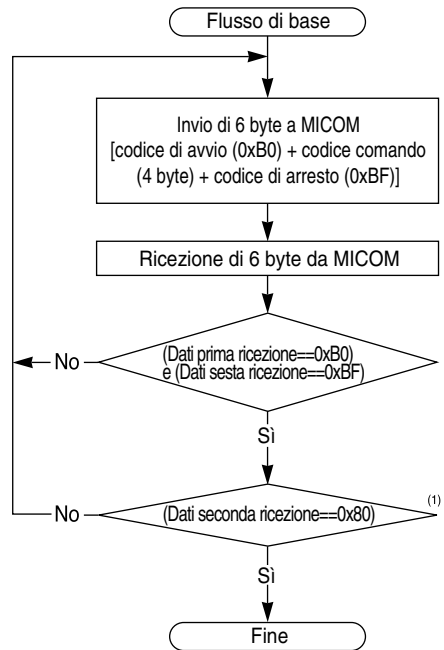 Flusso di base
Invio di 6 byte a MICOM
[codice di avvio (0xB0) + codice comando
(4 byte) + codice di arresto (0xBF)]
Ricezione di 6 byte da MICOM
(Dati prima ricezione==0xB0)
e (Dati sesta ricezione==0xBF)
No
Sì
(Dati seconda ricezione==0x80)
(1)
No
Sì
Fine